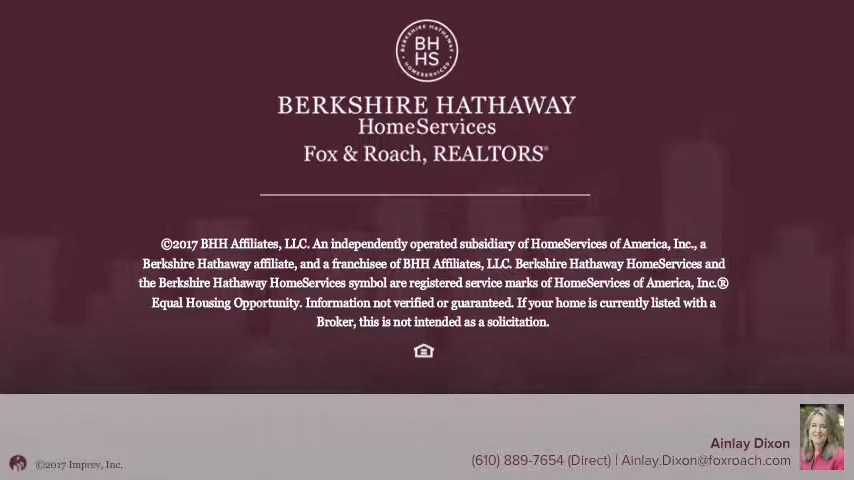 BERKSHIRE HATHAWAY
HOMESERVICES
BH
HS
BERKSHIRE HATHAWAY
HomeServices
Fox & Roach, REALTORS®
©2017 BHH Affiliates, LLC. An independently operated subsidiary of HomeServices of America, Inc., a
Berkshire Hathaway affiliate, and a franchisee of BHH Affiliates, LLC. Berkshire Hathaway HomeServices and
the Berkshire Hathaway HomeServices symbol are registered service marks of HomeServices of America, Inc.®
Equal Housing Opportunity. Information not verified or guaranteed. If your home is currently listed with a
Broker, this is not intended as a solicitation.
Ainlay Dixon
(610) 889-7654 (Direct) | Ainlay.Dixon@foxroach.com
©2017 Imprev, Inc.